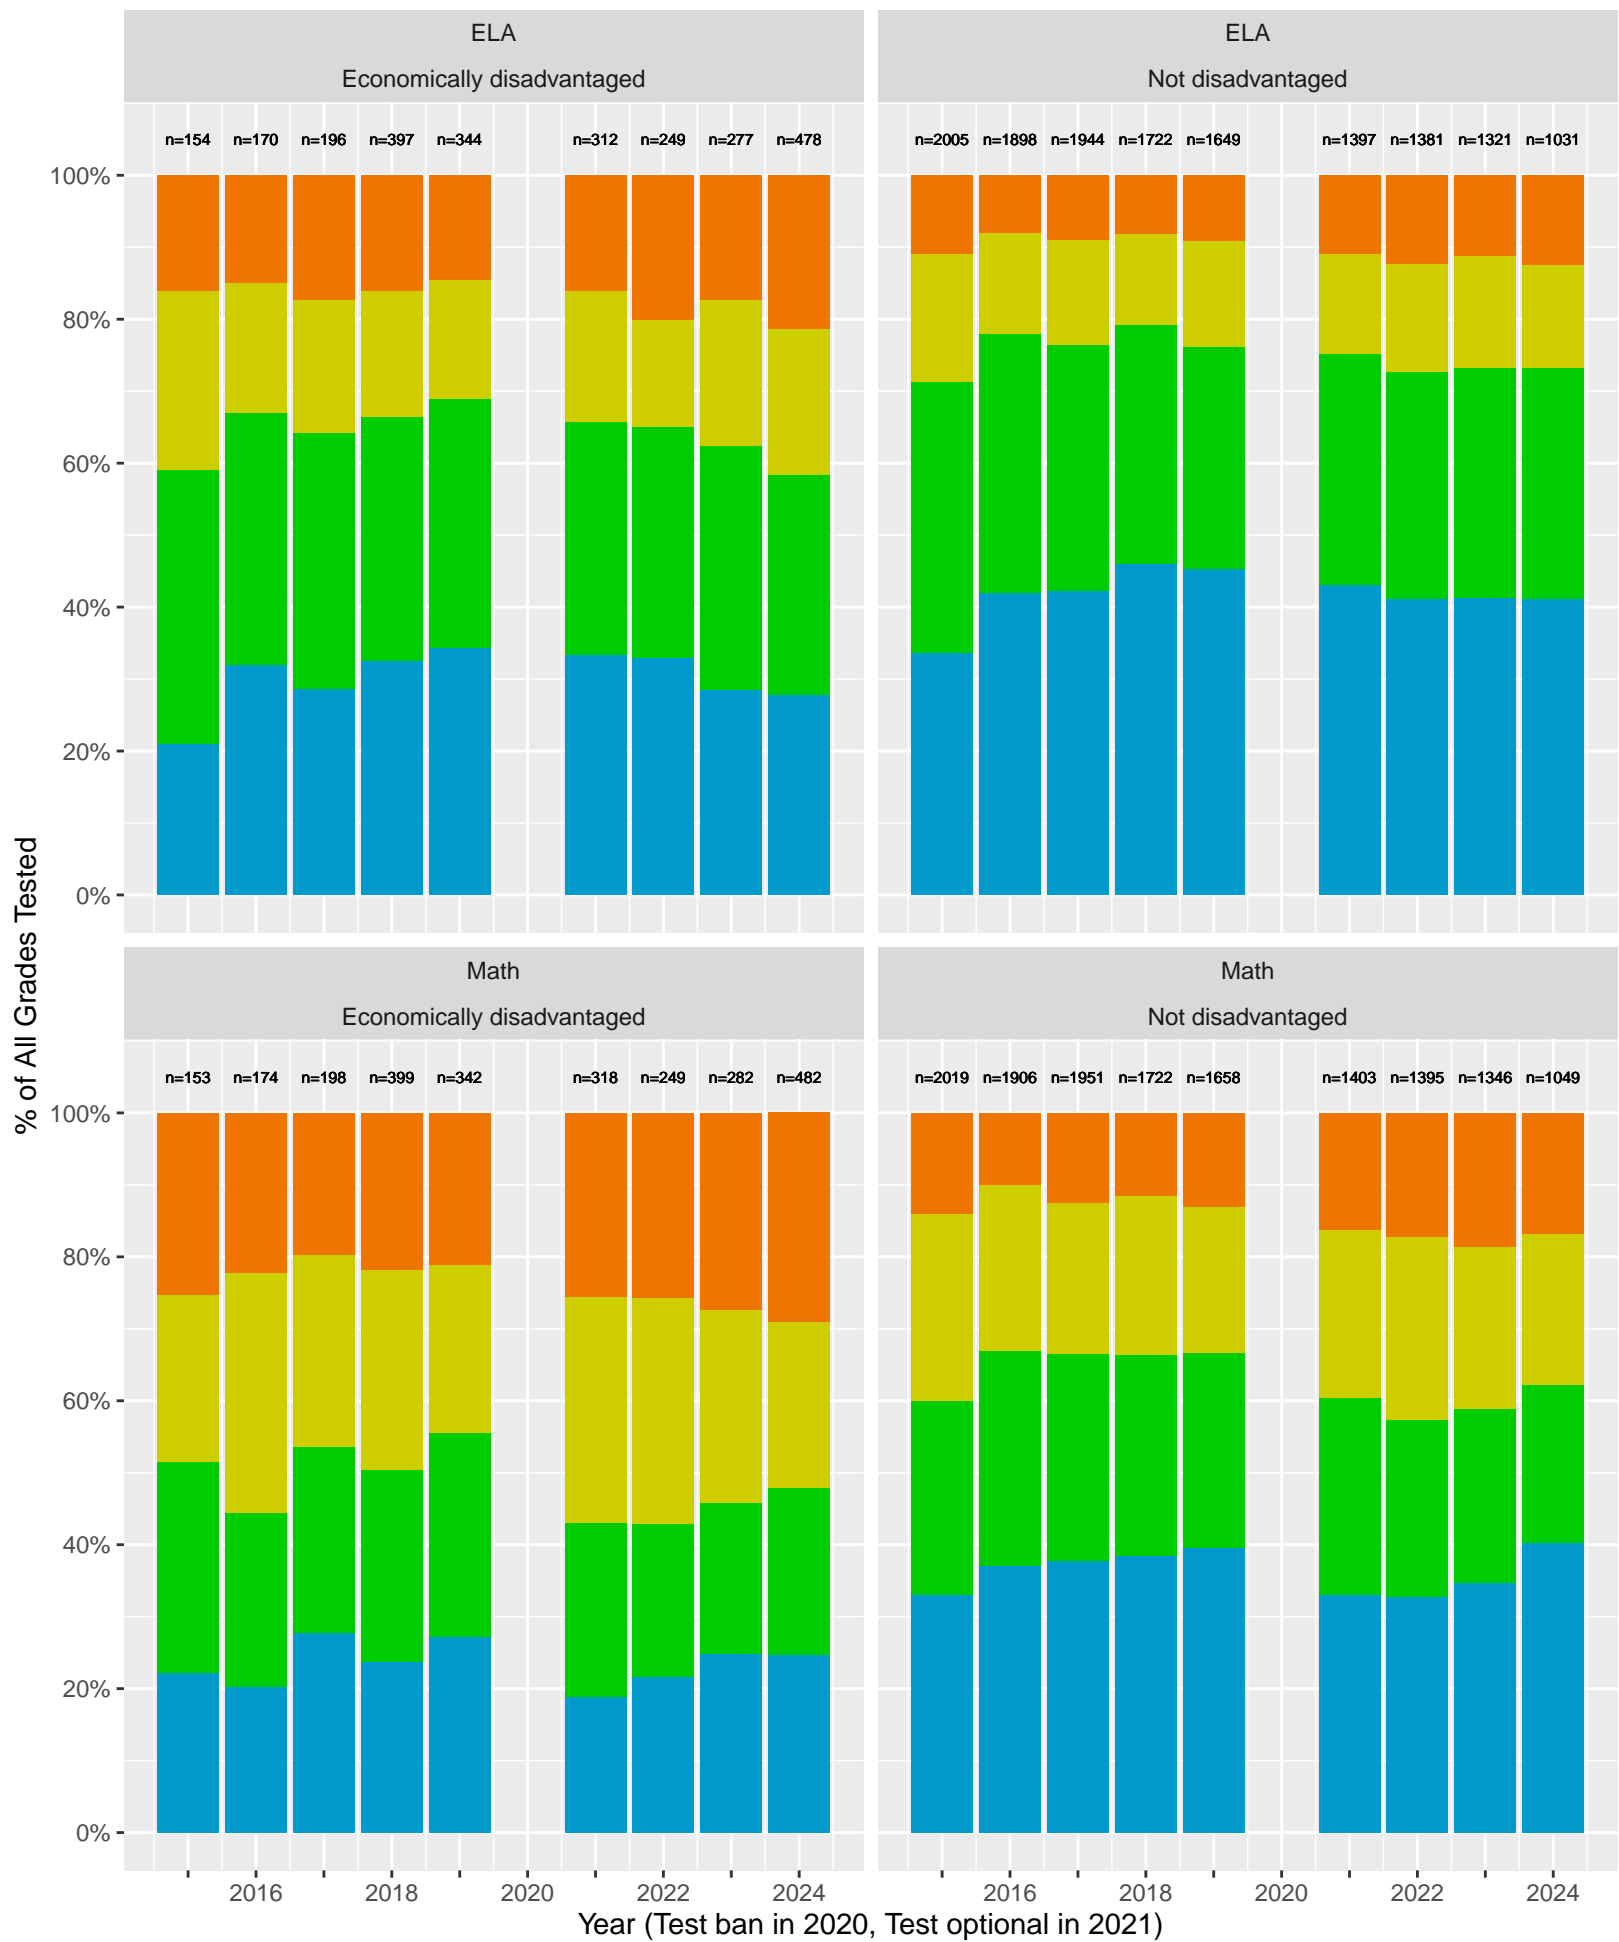 ELA
Economically disadvantaged
ELA
Not disadvantaged
n=154 n=170 n=196 n=397 n=344 n=312 n=249 n=277 n=478
n=2005 n=1898 n=1944 n=1722 n=1649 n=1397 n=1381 n=1321 n=1031
100%
80%
60%
40%
20%
0%
% of All Grades Tested
Math
Economically disadvantaged
Math
Not disadvantaged
n=153 n=174 n=198 n=399 n=342 n=318 n=249 n=282 n=482
n=2019 n=1906 n=1951 n=1722 n=1658 n=1403 n=1395 n=1346 n=1049
100%
80%
60%
40%
20%
0%
2016 2018 2020 2022 2024
2016 2018 2020 2022 2024
Year (Test ban in 2020, Test optional in 2021)